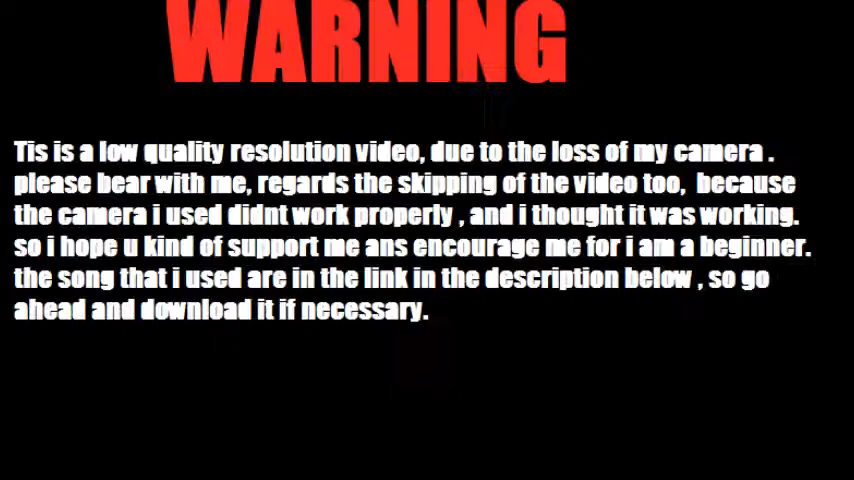 WARNING
Tis is a low quality resolution video, due to the loss of my camera .
please bear with me, regards the skipping of the video too,  because
the camera i used didnt work properly , and i thought it was working.
so i hope u kind of support me ans encourage me for i am a beginner.
the song that i used are in the link in the description below , so go
ahead and download it if necessary.